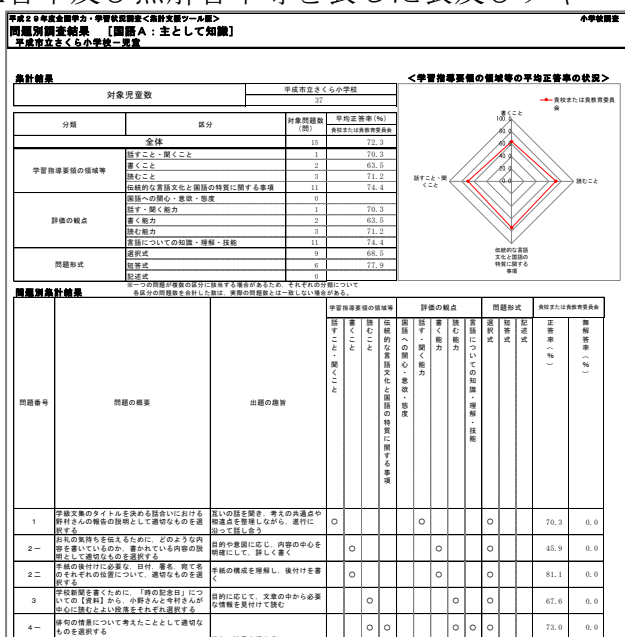 平成29年度全国学力・学習状況調査＜集計支援ツール版＞
小学校調査
問題別調査結果 ［国語Ａ：主として知識］
平成市立さくら小学校－児童
集計結果
対象児童数
平成市立さくら小学校
37
分類
区分
対象問題数(問)
平均正答率(%)
貴校または貴教育委員会
全体 15 72.3
学習指導要領の領域等
話すこと・聞くこと 1 70.3
書くこと 2 63.5
読むこと 3 71.2
伝統的な言語文化と国語の特質に関する事項 11 74.4
評価の観点
国語への関心・意欲・態度 0
話す・聞く能力 1 70.3
書く能力 2 63.5
読む能力 3 71.2
言語についての知識・理解・技能 11 74.4
問題形式
選択式 9 68.5
短答式 6 77.9
記述式 0
※一つの問題が複数の区分に該当する場合があるため、それぞれの分類について
各区分の問題数を合計した数は、実際の問題数とは一致しない場合がある。
＜学習指導要領の領域等の平均正答率の状況＞
貴校または貴教育委員会
書くこと
100.0
80.0
60.0
40.0
20.0
0.0
話すこと・聞くこと
読むこと
伝統的な言語
文化と国語の
特質に関する
事項
問題別集計結果
問題番号
問題の概要
出題の趣旨
学習指導要領の領域等
評価の観点
問題形式
貴校または貴教育委員会
話すこと・聞くこと
書くこと
読むこと
伝統的な言語文化と国語の特質に関する事項
国語への関心・意欲・態度
話す・聞く能力
書く能力
読む能力
言語についての知識・理解・技能
選択式
短答式
記述式
正答率（%）
無解答率（%）
1
学級文集のタイトルを決める話合いにおける
野村さんの報告の説明として適切なものを選
択する
互いの話を聞き、考えの共通点や
相違点を整理しながら、進行に
沿って話し合う
○ ○ ○ 70.3 0.0
2一
お礼の気持ちを伝えるために、どのような内
容を書いているのか、書かれている内容の説
明として適切なものを選択する
目的や意図に応じ、内容の中心を
明確にして、詳しく書く
○ ○ ○ 45.9 0.0
2二
手紙の後付けに必要な、日付、署名、宛て名
のそれぞれの位置について、適切なものを選
択する
手紙の構成を理解し、後付けを書
く
○ ○ ○ 81.1 0.0
3
学校新聞を書くために、「時の記念日」につ
いての【資料】から、小野さんと今村さんが
中心に読むとよい段落をそれぞれ選択する
目的に応じて、文章の中から必要
な情報を見付けて読む
○ ○ ○ 67.6 0.0
4一
俳句の情景について考えたこととして適切な
ものを選択する
○ ○ ○ ○ ○ 73.0 0.0